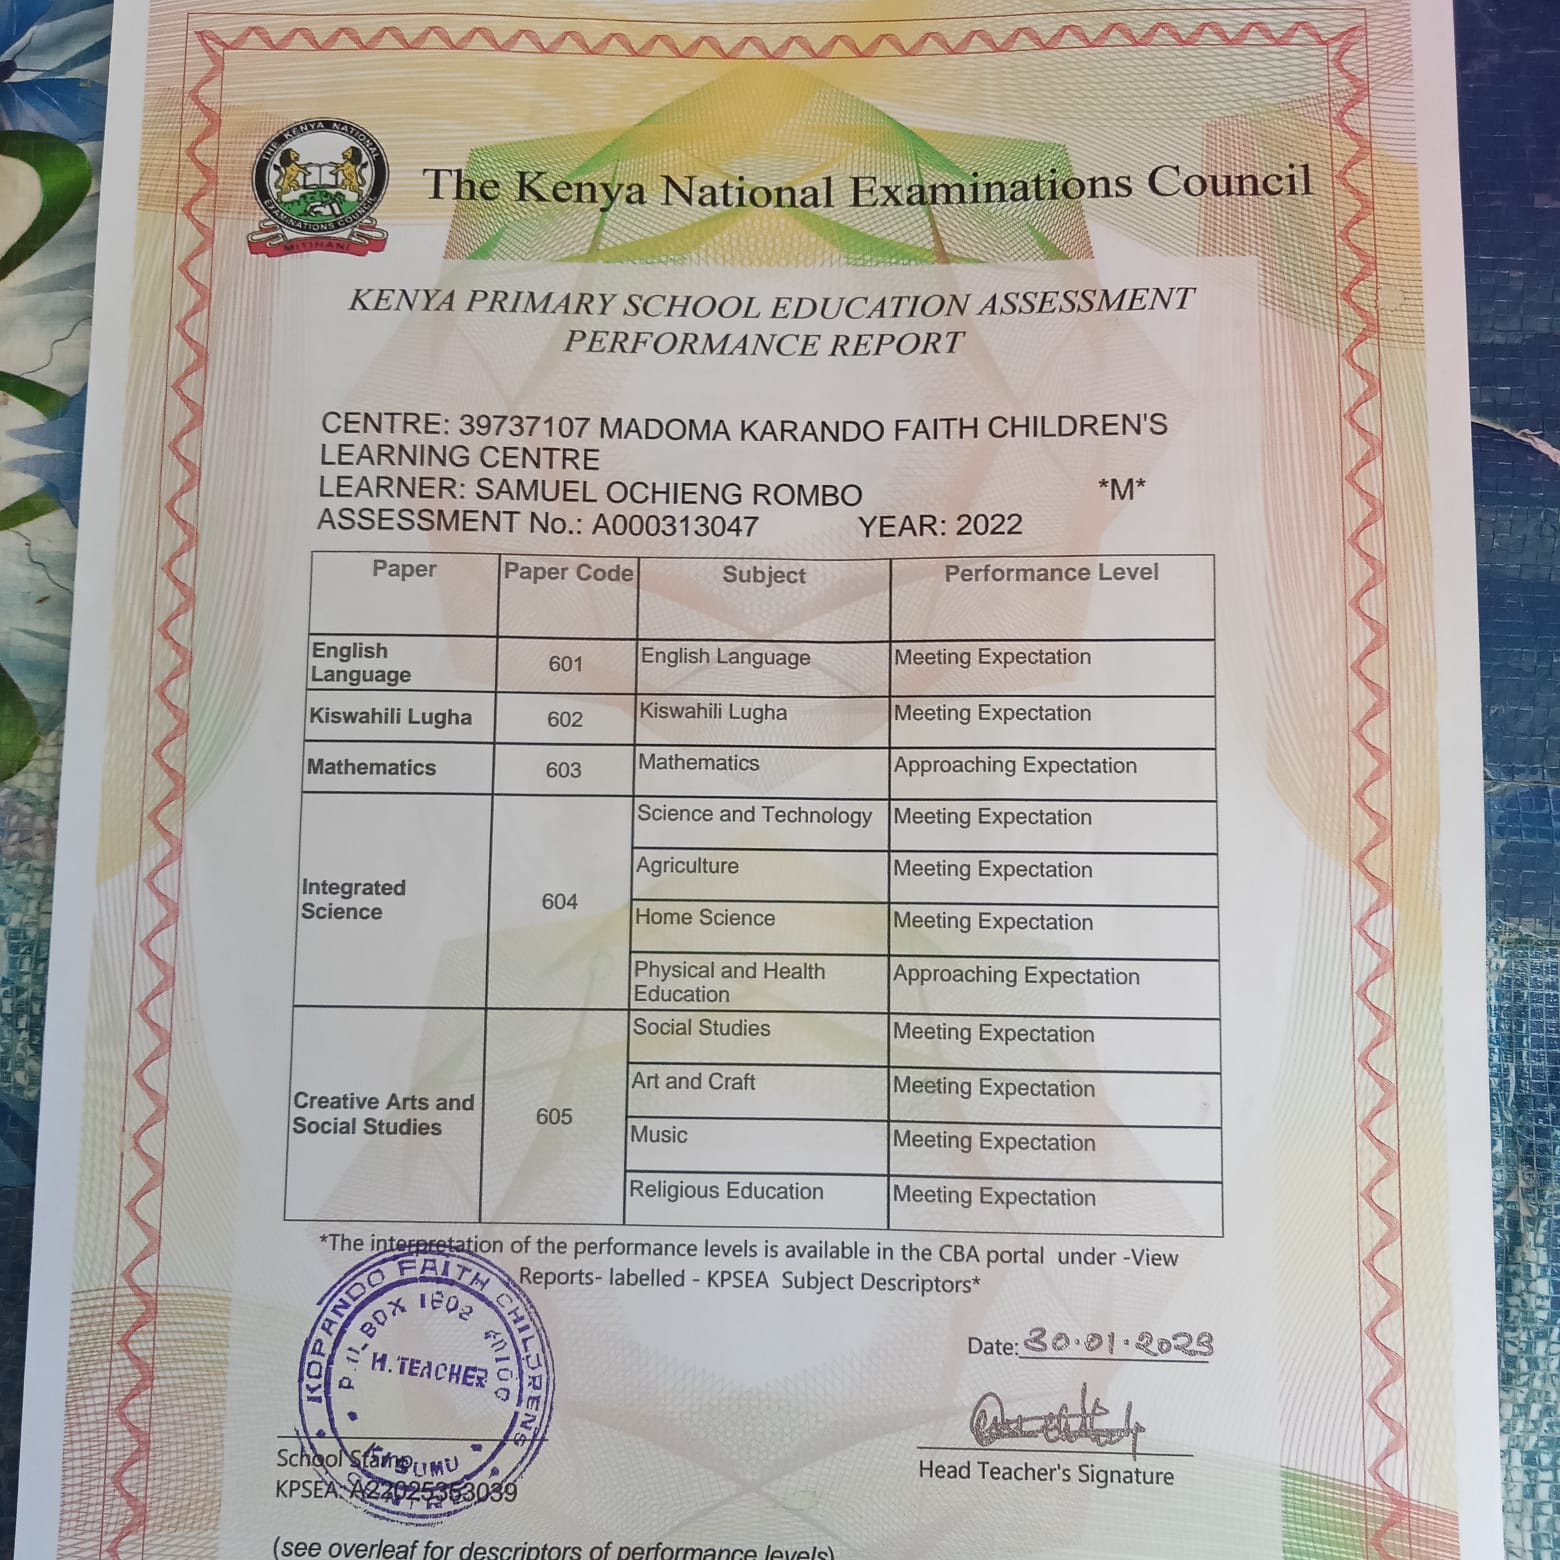 THE KENYA NATIONAL
EXAMINATIONS COUNCIL
MITIHANI
The Kenya National Examinations Council
KENYA PRIMARY SCHOOL EDUCATION ASSESSMENT
PERFORMANCE REPORT
CENTRE: 39737107 MADOMA KARANDO FAITH CHILDREN'S
LEARNING CENTRE
LEARNER: SAMUEL OCHIENG ROMBO *M*
ASSESSMENT No.: A000313047 YEAR: 2022
Paper Paper Code Subject Performance Level
English
Language 601 English Language Meeting Expectation
Kiswahili Lugha 602 Kiswahili Lugha Meeting Expectation
Mathematics 603 Mathematics Approaching Expectation
Integrated
Science 604 Science and Technology Meeting Expectation
Agriculture Meeting Expectation
Home Science Meeting Expectation
Physical and Health
Education Approaching Expectation
Creative Arts and
Social Studies 605 Social Studies Meeting Expectation
Art and Craft Meeting Expectation
Music Meeting Expectation
Religious Education Meeting Expectation
*The interpretation of the performance levels is available in the CBA portal under -View
Reports- labelled - KPSEA Subject Descriptors*
KOPANDO FAITH CHILDRENS
P.O. BOX 1602
H. TEACHER
KISUMU
Date: 30.01.2023
School Stamp
Head Teacher's Signature
KPSEA: A22025353039
(see overleaf for descriptors of performance levels)